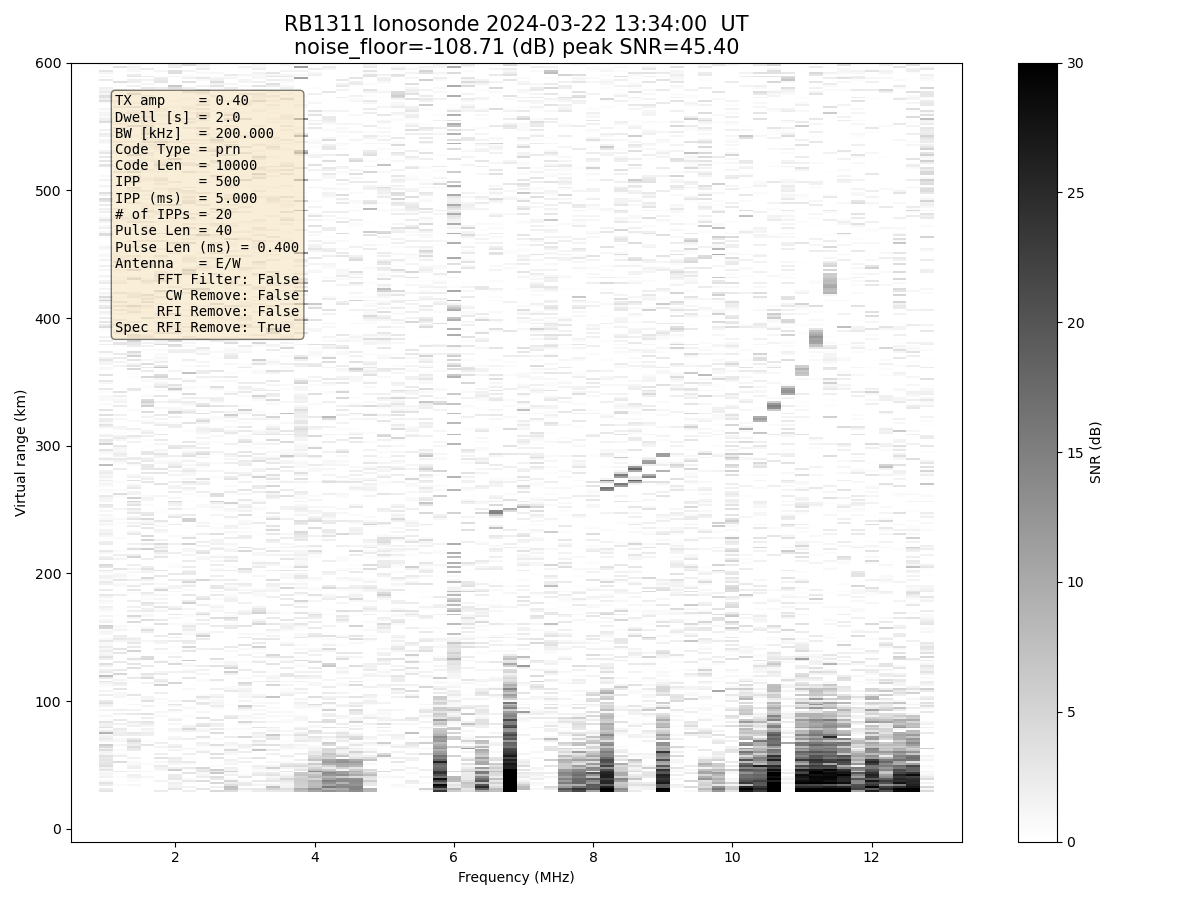 RB1311 Ionosonde 2024-03-22 13:34:00  UT
noise_floor=-108.71 (dB) peak SNR=45.40
600
500
400
300
200
100
0
Virtual range (km)
TX amp    = 0.40
Dwell [s] = 2.0
BW [kHz]  = 200.000
Code Type = prn
Code Len  = 10000
IPP       = 500
IPP (ms)  = 5.000
# of IPPs = 20
Pulse Len = 40
Pulse Len (ms) = 0.400
Antenna   = E/W
FFT Filter: False
CW Remove: False
RFI Remove: False
Spec RFI Remove: True
2 4 6 8 10 12
Frequency (MHz)
30
25
20
15
10
5
0
SNR (dB)